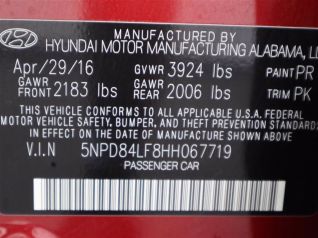 MANUFACTURED BY
HYUNDAI MOTOR MANUFACTURING ALABAMA, LL
Apr/29/16 GVWR 3924 lbs PAINT PR
GAWR FRONT 2183 lbs GAWR REAR 2006 lbs TRIM PK
THIS VEHICLE CONFORMS TO ALL APPLICABLE U.S.A. FEDERAL
MOTOR VEHICLE SAFETY, BUMPER, AND THEFT PREVENTION
STANDARDS IN EFFECT ON THE DATE OF MANUFACTURE
SHOWN ABOVE.
V.I.N 5NPD84LF8HH067719
PASSENGER CAR